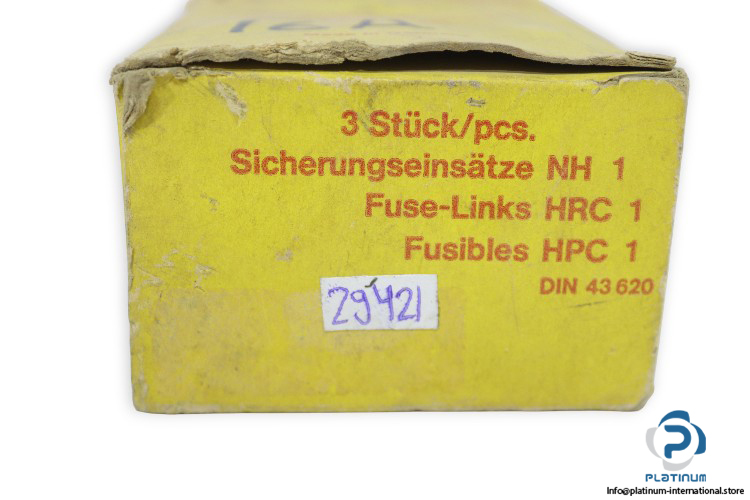 3 Stück/pcs.
Sicherungseinsätze NH 1
Fuse-Links HRC 1
Fusibles HPC 1
DIN 43 620
29421
PLATINUM
Info@platinum-international.store